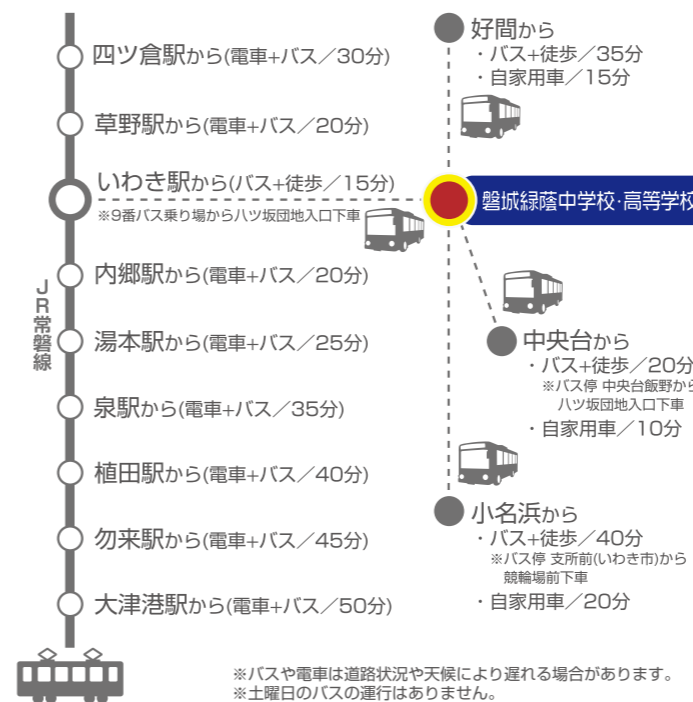 四ツ倉駅から(電車+バス／30分)
草野駅から(電車+バス／20分)
いわき駅から(バス+徒歩／15分)
※9番バス乗り場から八ツ坂団地入口下車
内郷駅から(電車+バス／20分)
湯本駅から(電車+バス／25分)
泉駅から(電車+バス／35分)
植田駅から(電車+バス／40分)
勿来駅から(電車+バス／45分)
大津港駅から(電車+バス／50分)
JR常磐線
好間から
・バス+徒歩／35分
・自家用車／15分
磐城緑蔭中学校・高等学校
中央台から
・バス+徒歩／20分
※バス停 中央台飯野から
八ツ坂団地入口下車
・自家用車／10分
小名浜から
・バス+徒歩／40分
※バス停 支所前(いわき市)から
競輪場前下車
・自家用車／20分
※バスや電車は道路状況や天候により遅れる場合があります。
※土曜日のバスの運行はありません。